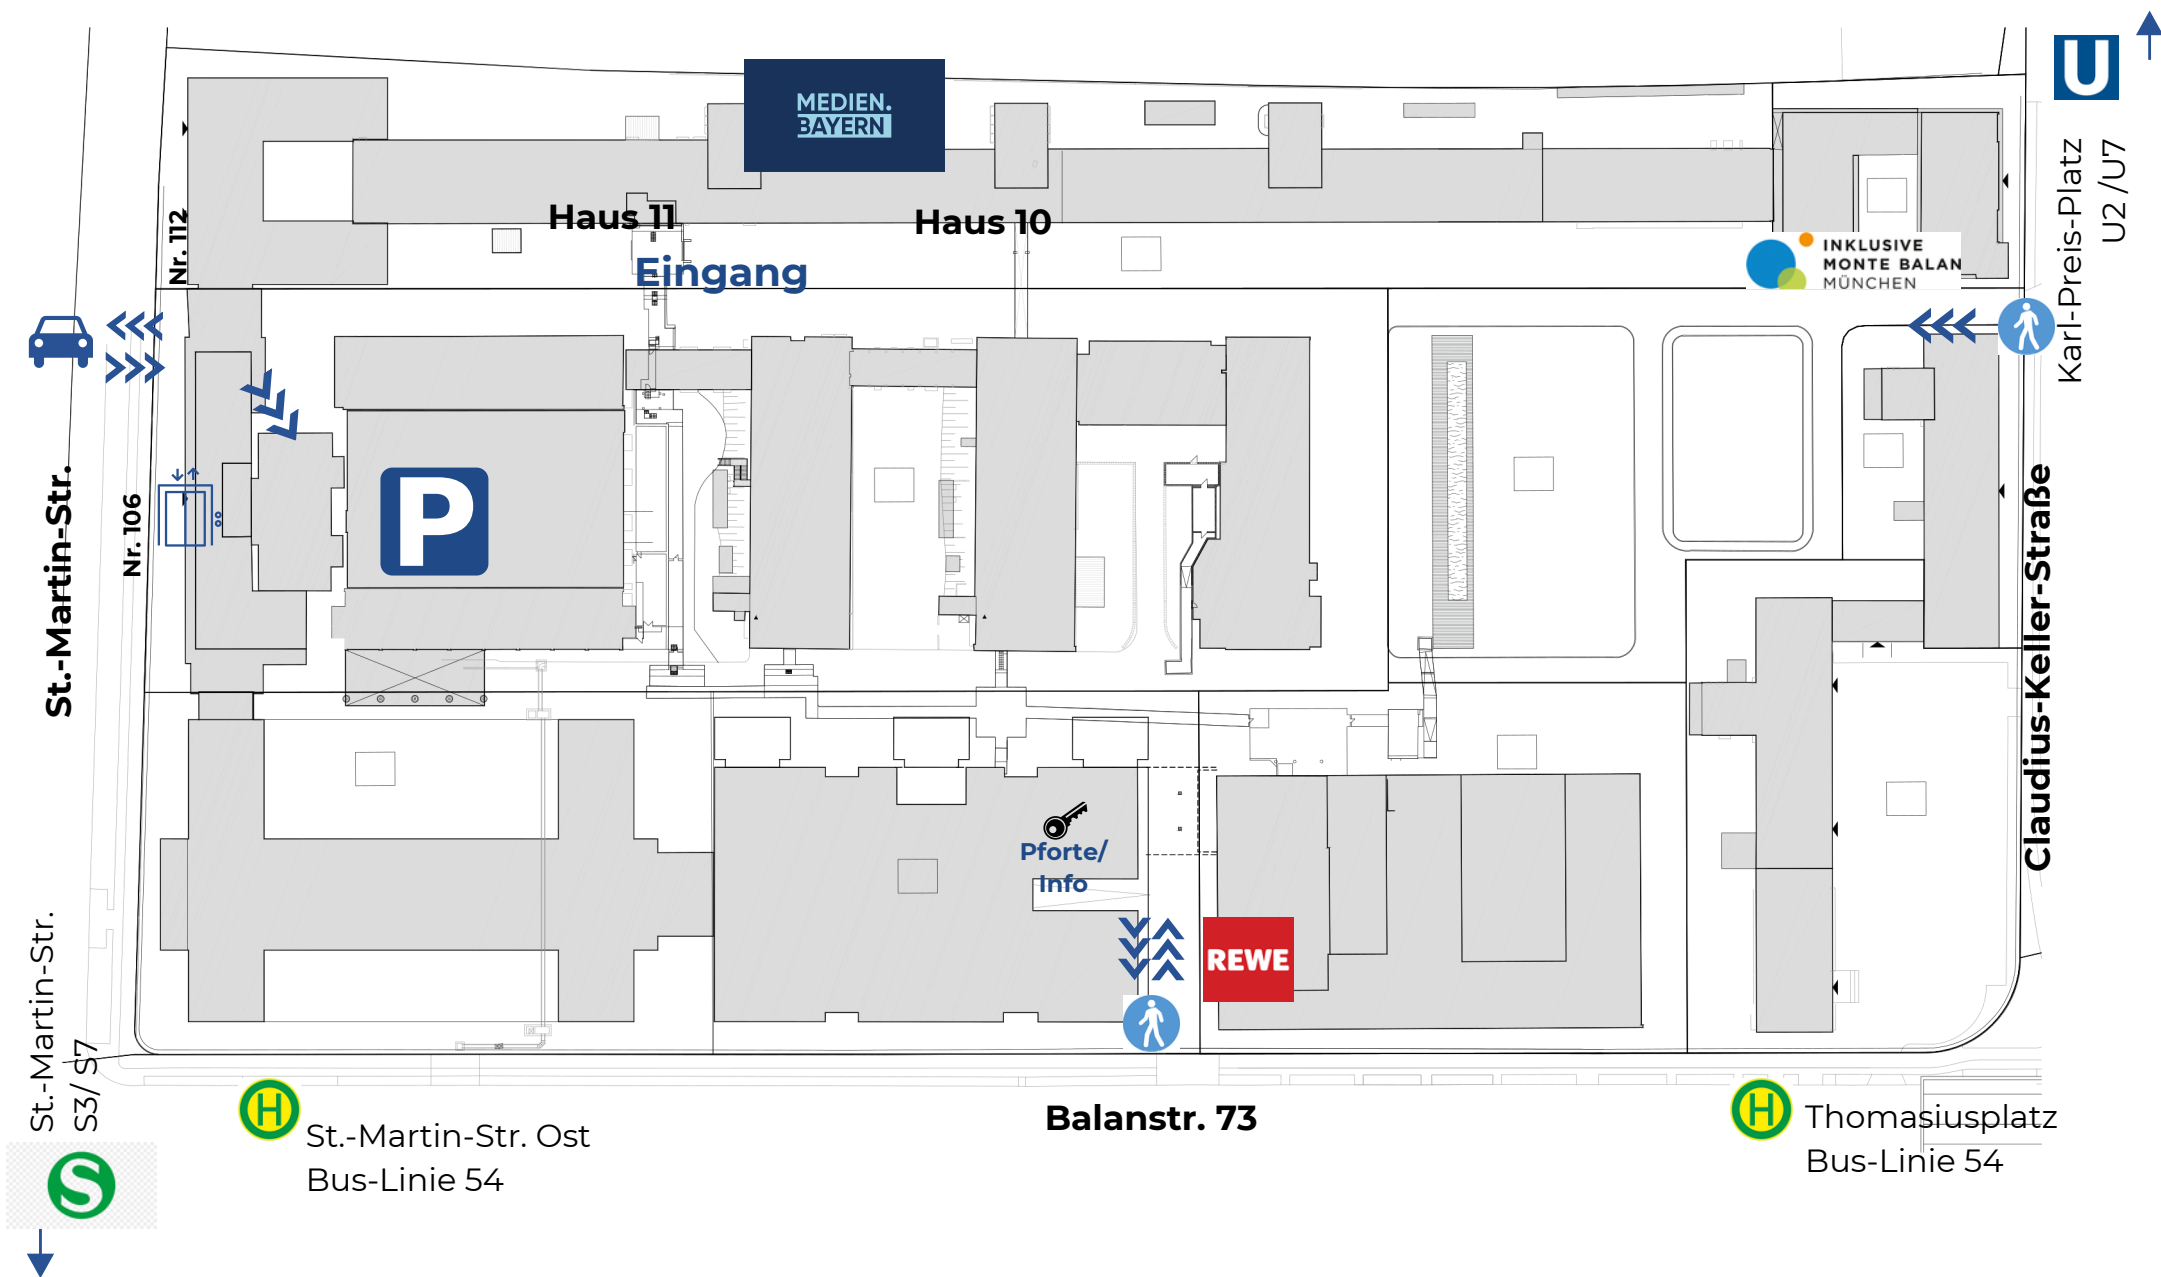 MEDIEN.
BAYERN
U
Karl-Preis-Platz
U2 /U7
Nr. 112
Haus 11
Haus 10
Eingang
INKLUSIVE
MONTE BALAN
MÜNCHEN
St.-Martin-Str.
Nr. 106
P
Claudius-Keller-Straße
Pforte/
Info
REWE
St.-Martin-Str.
S3/ S7
S
H
St.-Martin-Str. Ost
Bus-Linie 54
Balanstr. 73
H
Thomasiusplatz
Bus-Linie 54